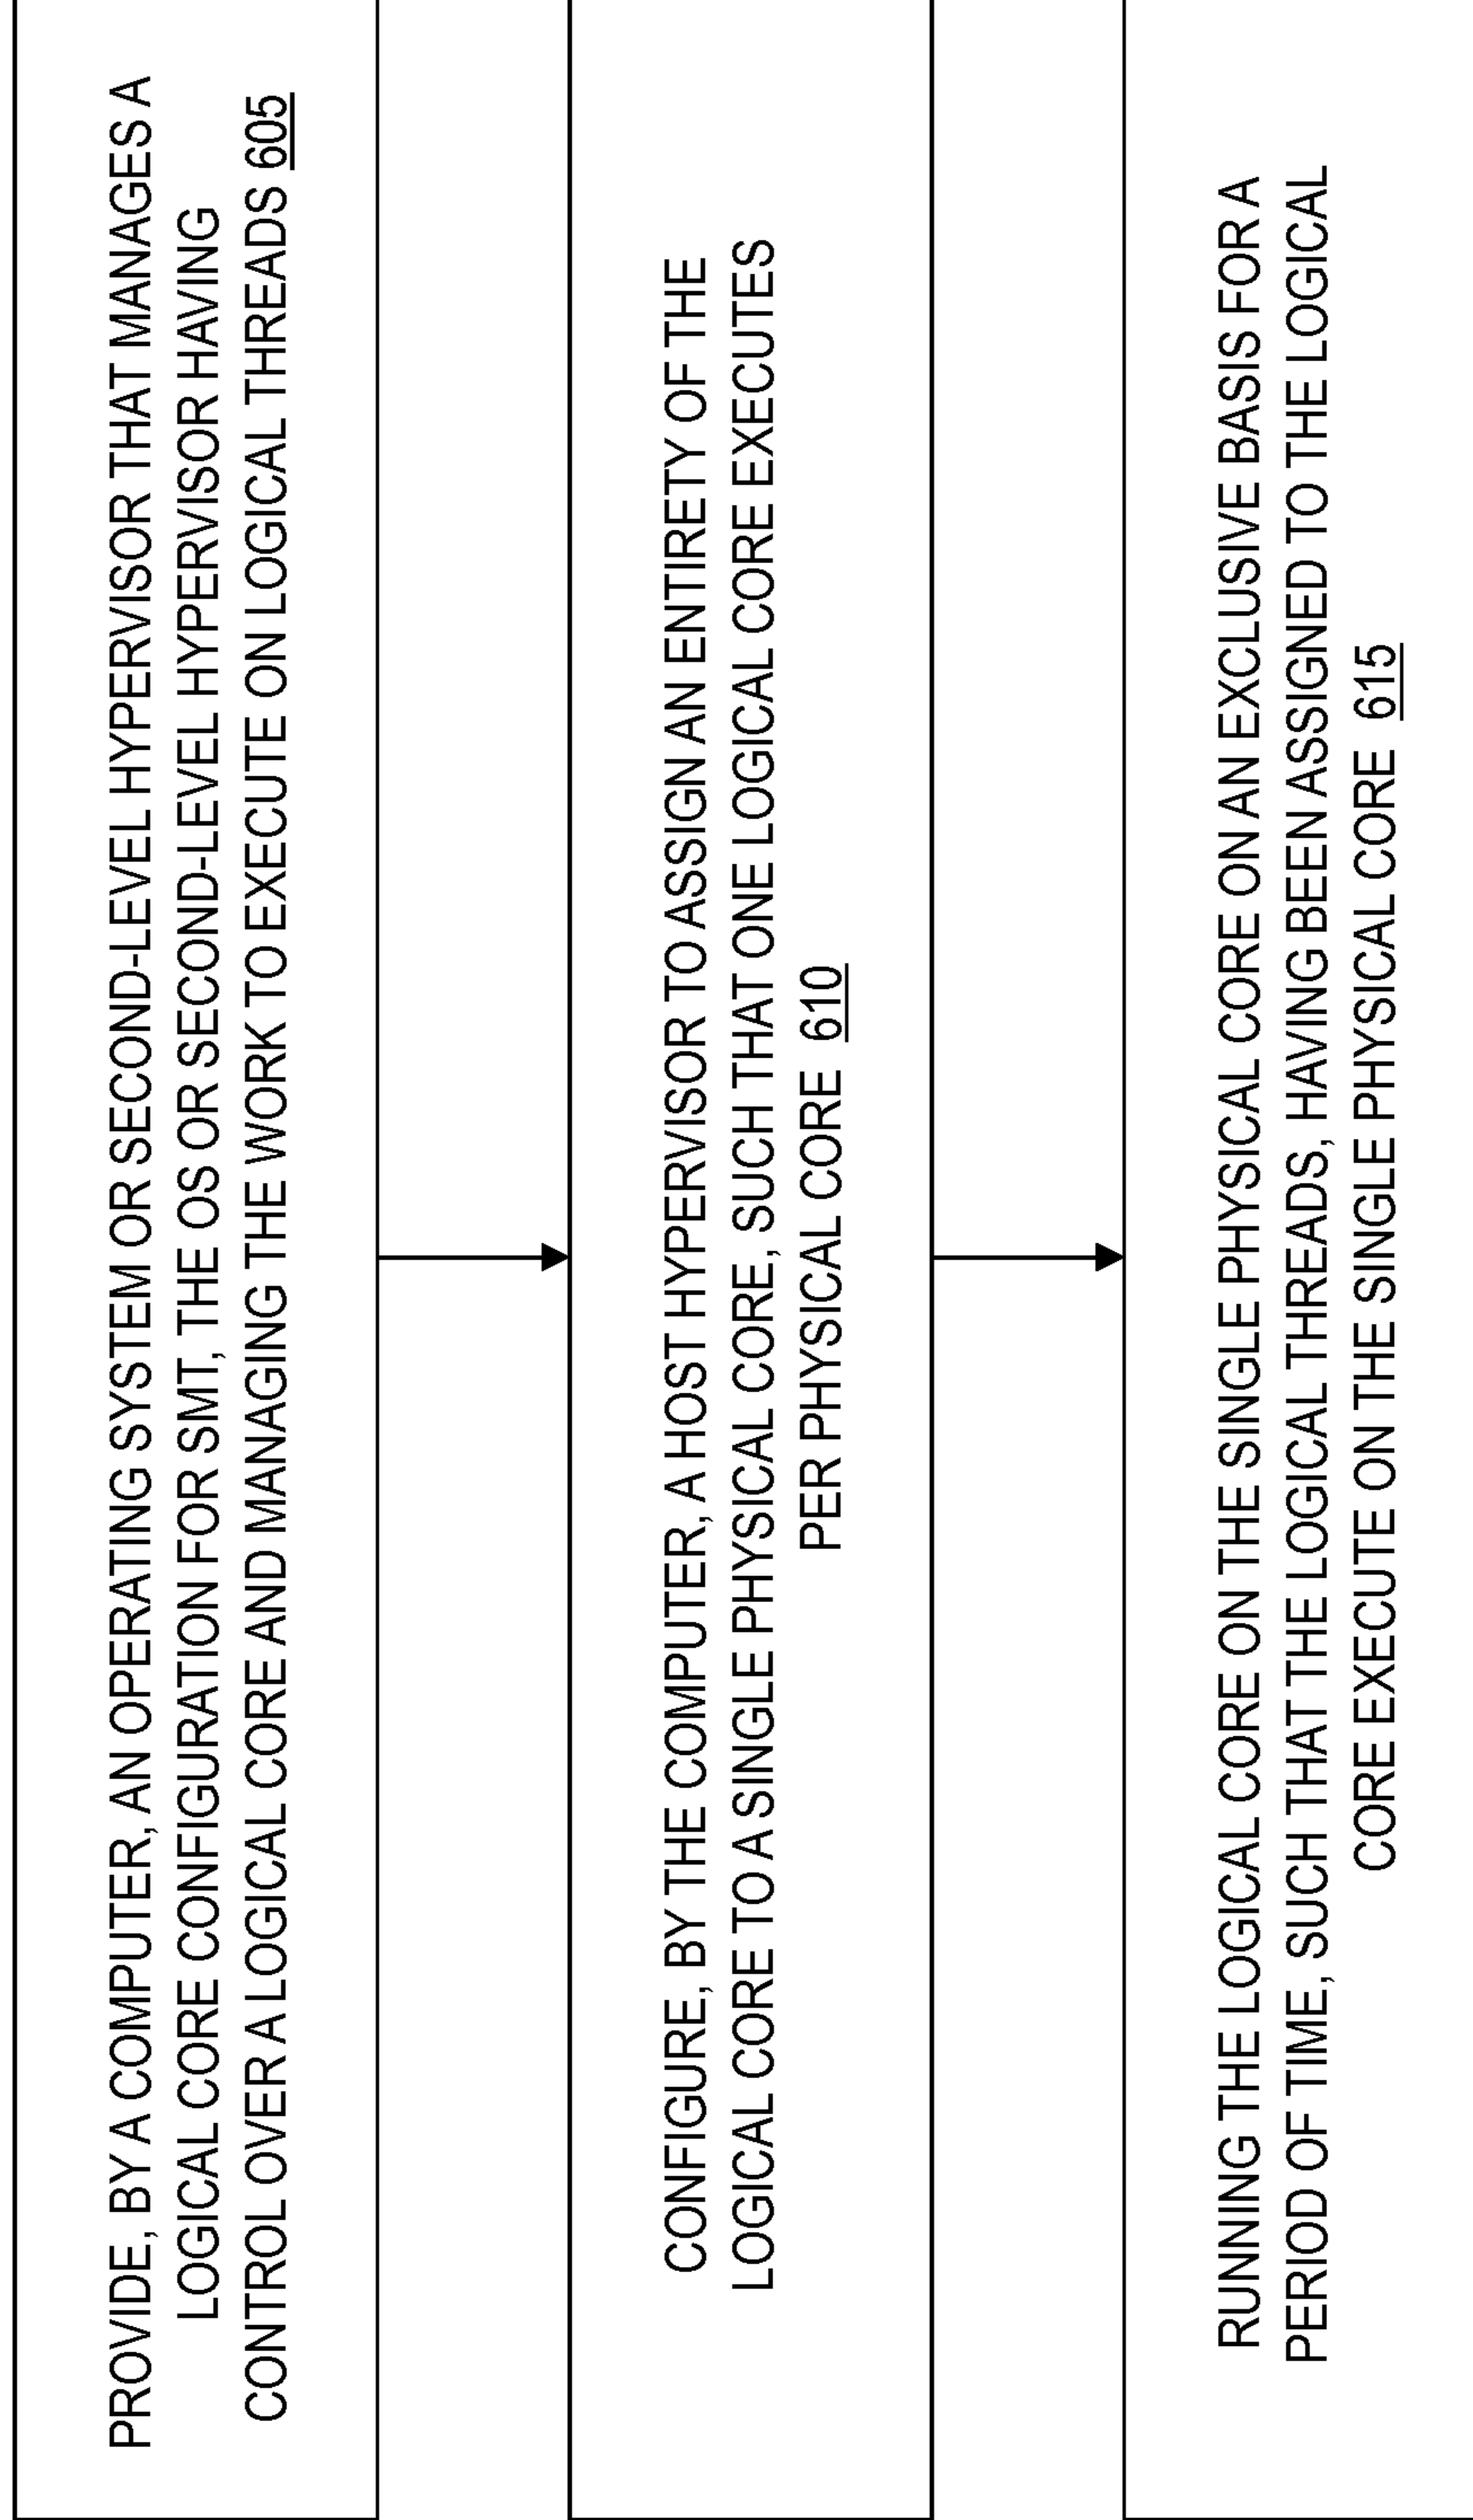 PROVIDE, BY A COMPUTER, AN OPERATING SYSTEM OR SECOND-LEVEL HYPERVISOR THAT MANAGES A
LOGICAL CORE CONFIGURATION FOR SMT, THE OS OR SECOND-LEVEL HYPERVISOR HAVING
CONTROL OVER A LOGICAL CORE AND MANAGING THE WORK TO EXECUTE ON LOGICAL THREADS 605
CONFIGURE, BY THE COMPUTER, A HOST HYPERVISOR TO ASSIGN AN ENTIRETY OF THE
LOGICAL CORE TO A SINGLE PHYSICAL CORE, SUCH THAT ONE LOGICAL CORE EXECUTES
PER PHYSICAL CORE 610
RUNNING THE LOGICAL CORE ON THE SINGLE PHYSICAL CORE ON AN EXCLUSIVE BASIS FOR A
PERIOD OF TIME, SUCH THAT THE LOGICAL THREADS, HAVING BEEN ASSIGNED TO THE LOGICAL
CORE EXECUTE ON THE SINGLE PHYSICAL CORE 615